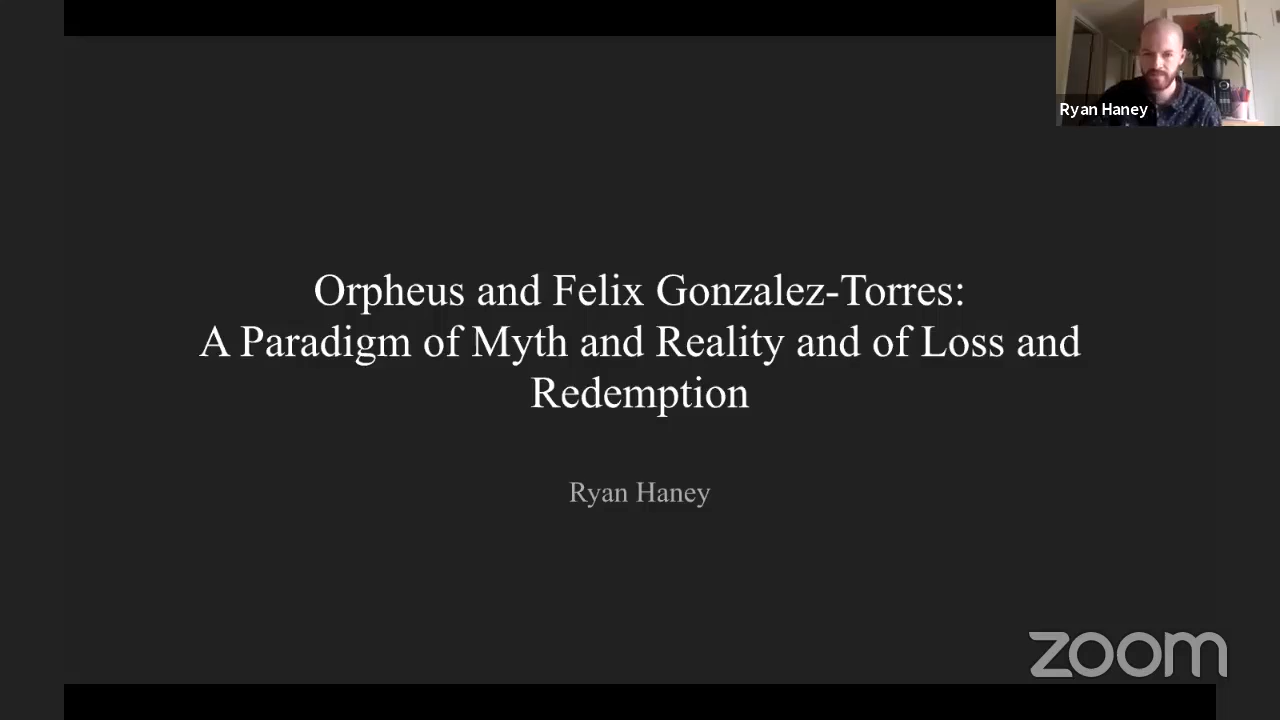 Ryan Haney
Orpheus and Felix Gonzalez-Torres:
A Paradigm of Myth and Reality and of Loss and
Redemption
Ryan Haney
zoom